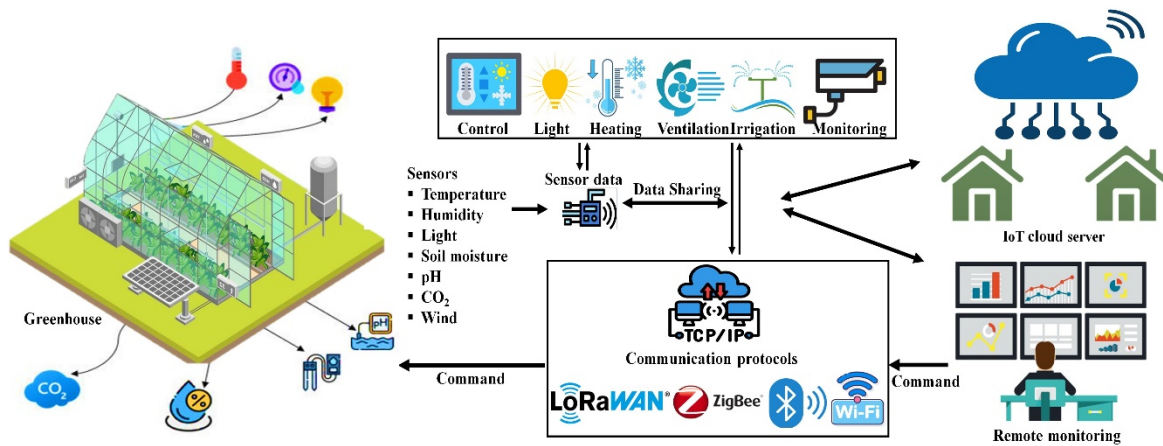 Control
Light
Heating
Ventilation
Irrigation
Monitoring
Sensors
Temperature
Humidity
Light
Soil moisture
pH
CO₂
Wind
Sensor data
Data Sharing
IoT cloud server
Greenhouse
pH
CO₂
%
Command
TCP/IP
Communication protocols
LoRaWAN®
Z ZigBee®
Wi-Fi
Command
Remote monitoring